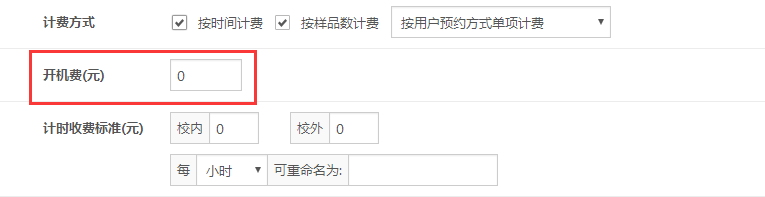 计费方式 按时间计费 按样品数计费 按用户预约方式单项计费
开机费(元) 0
计时收费标准(元) 校内 0 校外 0
每 小时 可重命名为: